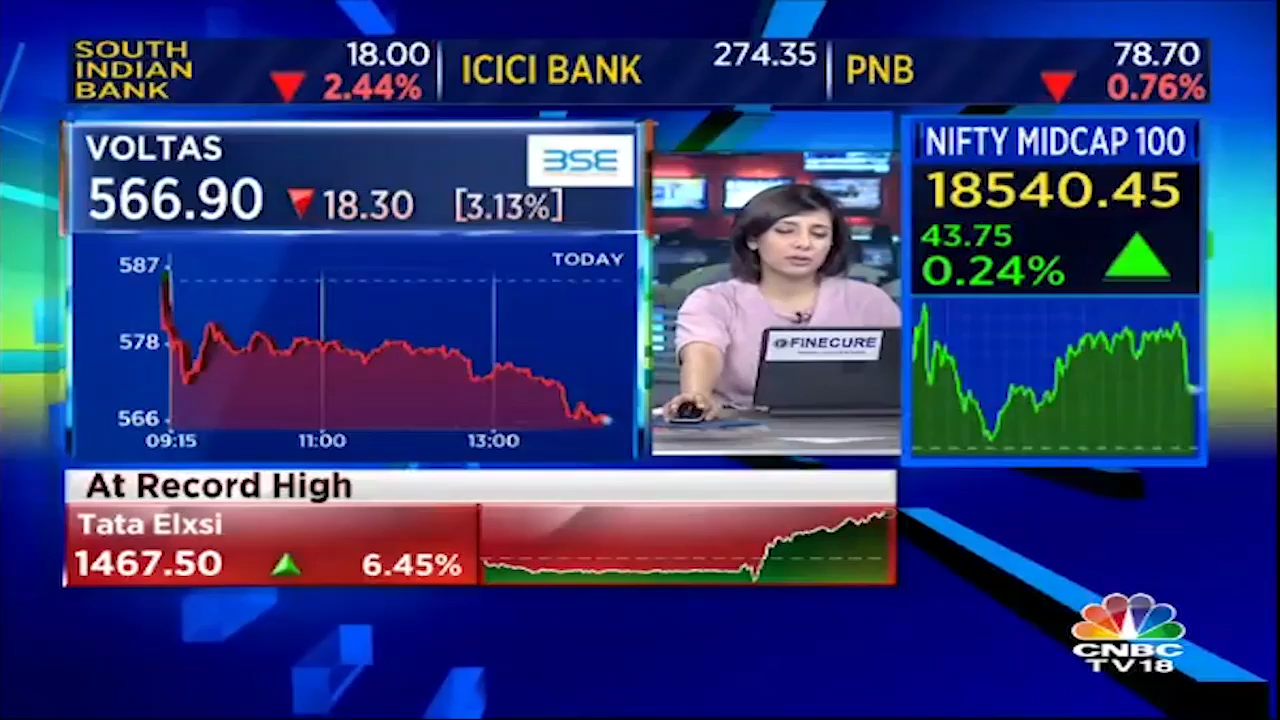 SOUTH INDIAN BANK 18.00 2.44%
ICICI BANK 274.35
PNB 78.70 0.76%
VOLTAS
BSE
566.90 18.30 [3.13%]
TODAY
587
578
566
09:15 11:00 13:00
FINECURE
NIFTY MIDCAP 100
18540.45
43.75
0.24%
At Record High
Tata Elxsi
1467.50 6.45%
CNBC
TV18